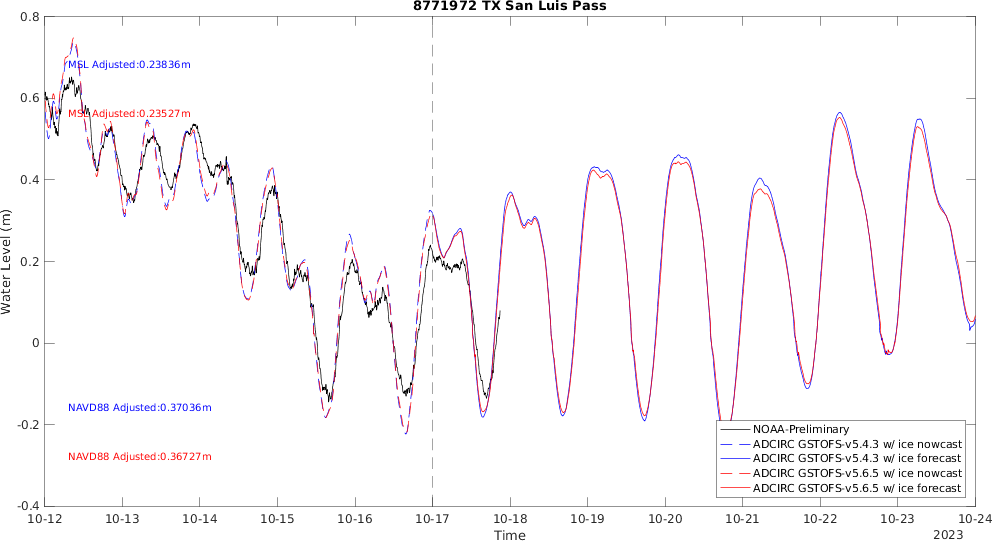 8771972 TX San Luis Pass
0.8
0.6
0.4
0.2
0
-0.2
-0.4
Water Level (m)
MSL Adjusted:0.23836m
MSL Adjusted:0.23527m
NAVD88 Adjusted:0.37036m
NAVD88 Adjusted:0.36727m
NOAA-Preliminary
ADCIRC GSTOFS-v5.4.3 w/ ice nowcast
ADCIRC GSTOFS-v5.4.3 w/ ice forecast
ADCIRC GSTOFS-v5.6.5 w/ ice nowcast
ADCIRC GSTOFS-v5.6.5 w/ ice forecast
10-12 10-13 10-14 10-15 10-16 10-17 10-18 10-19 10-20 10-21 10-22 10-23 10-24
Time
2023